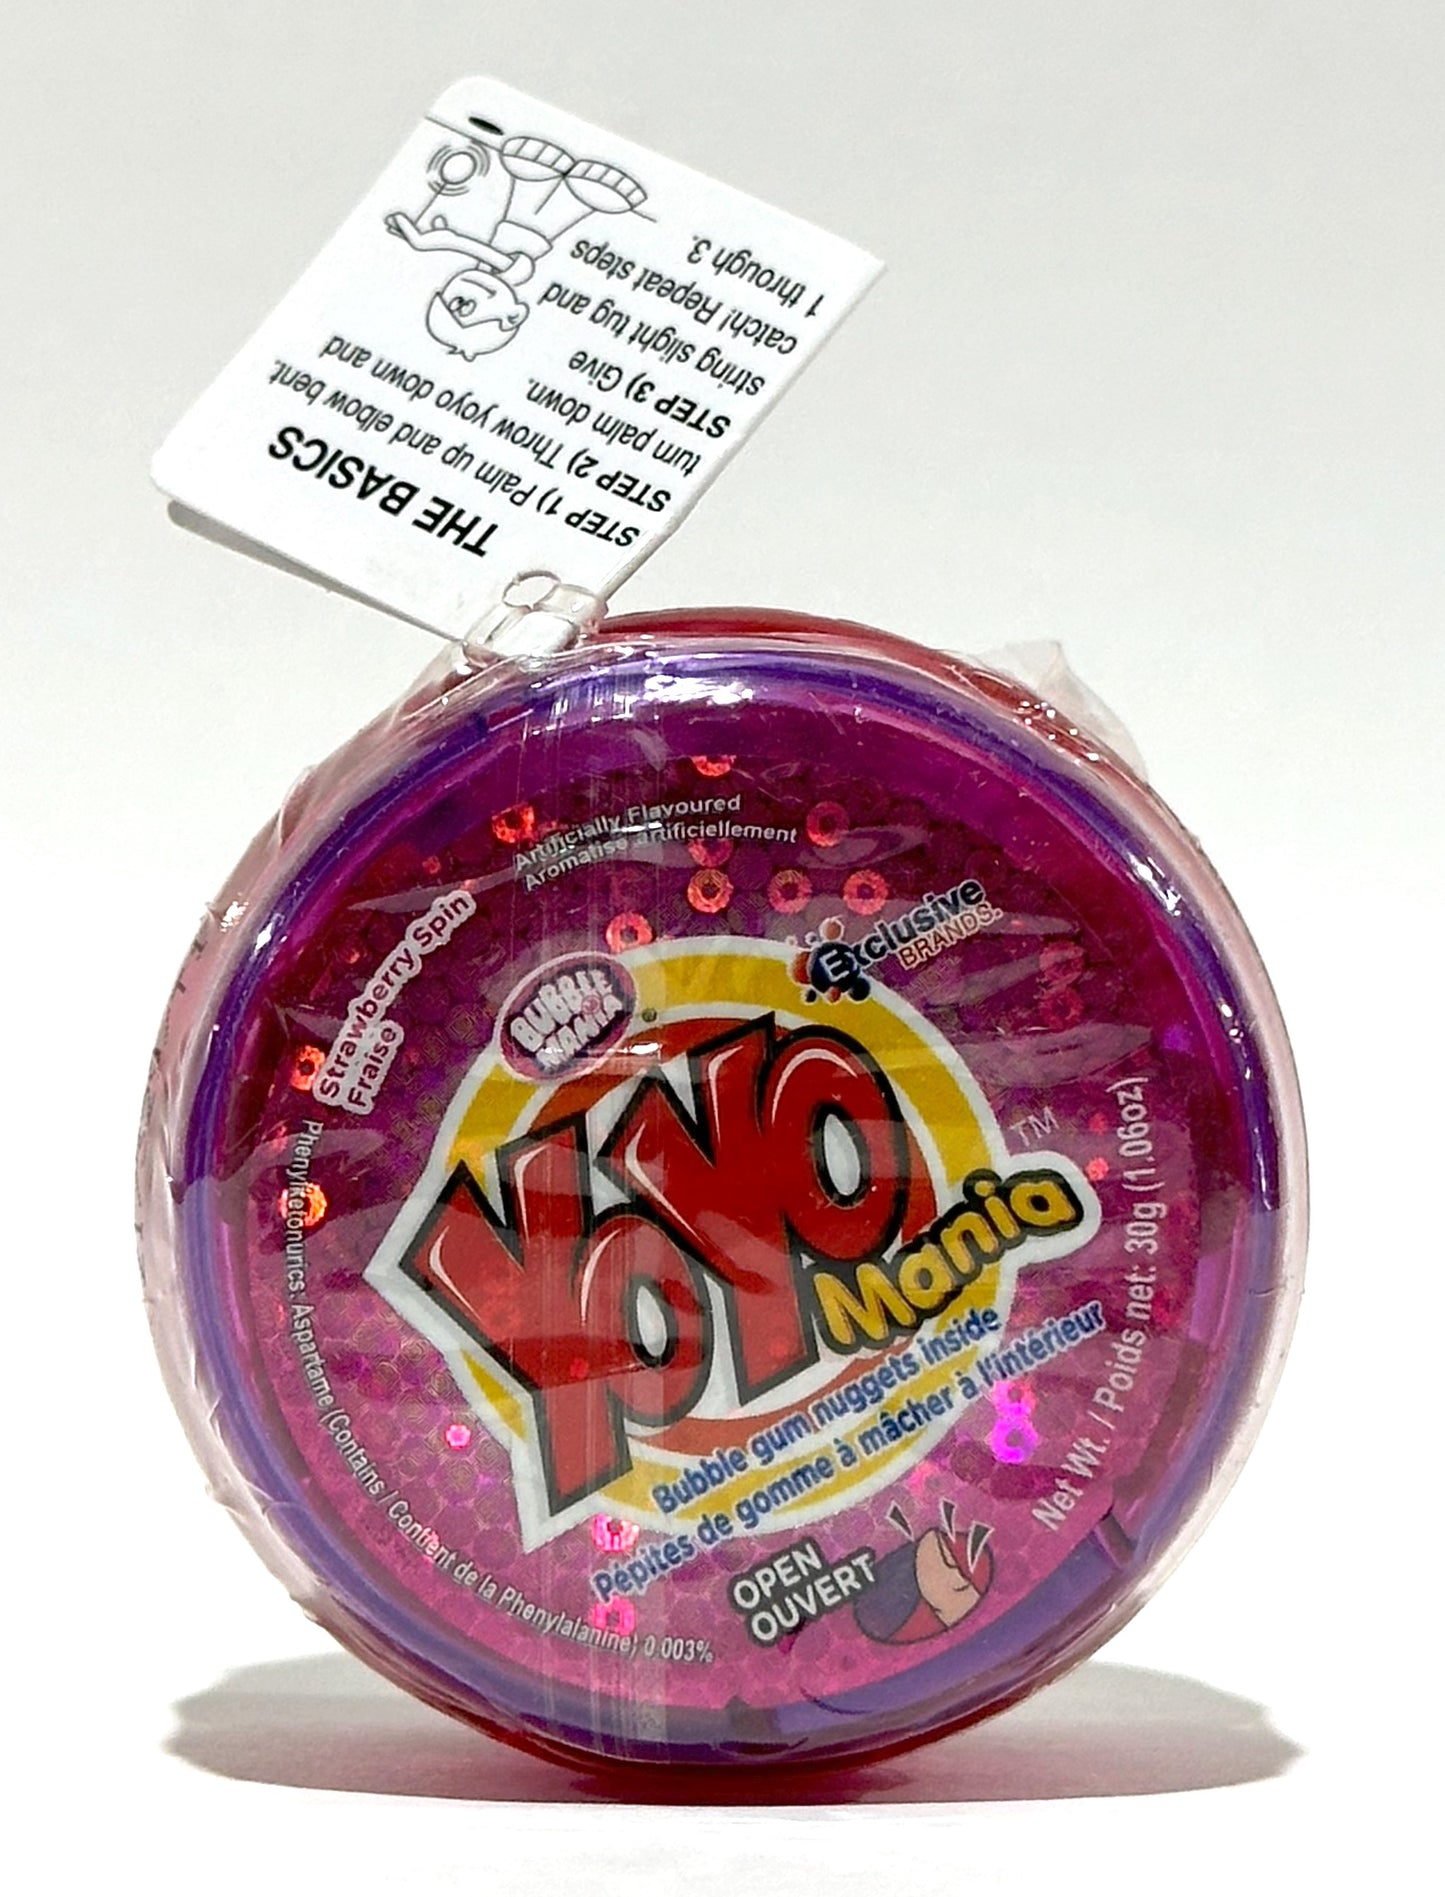 THE BASICS
STEP 1) Palm up and elbow bent.
STEP 2) Throw yoyo down and
turn palm down.
STEP 3) Give
string slight tug and
catch! Repeat steps
1 through 3.
Artificially Flavoured
Aromatise artificiellement
Strawberry Spin
Fraise
Exclusive
BRANDS.
BUBBLE
MANIA
®
YOYO
Mania
TM
Bubble gum nuggets inside
Pépites de gomme à mâcher à l'intérieur
OPEN
OUVERT
Net Wt. / Poids net: 30g (1.06oz)
Phenylketonurics: Aspartame (Contains / Contient de la Phenylalanine) 0.003%